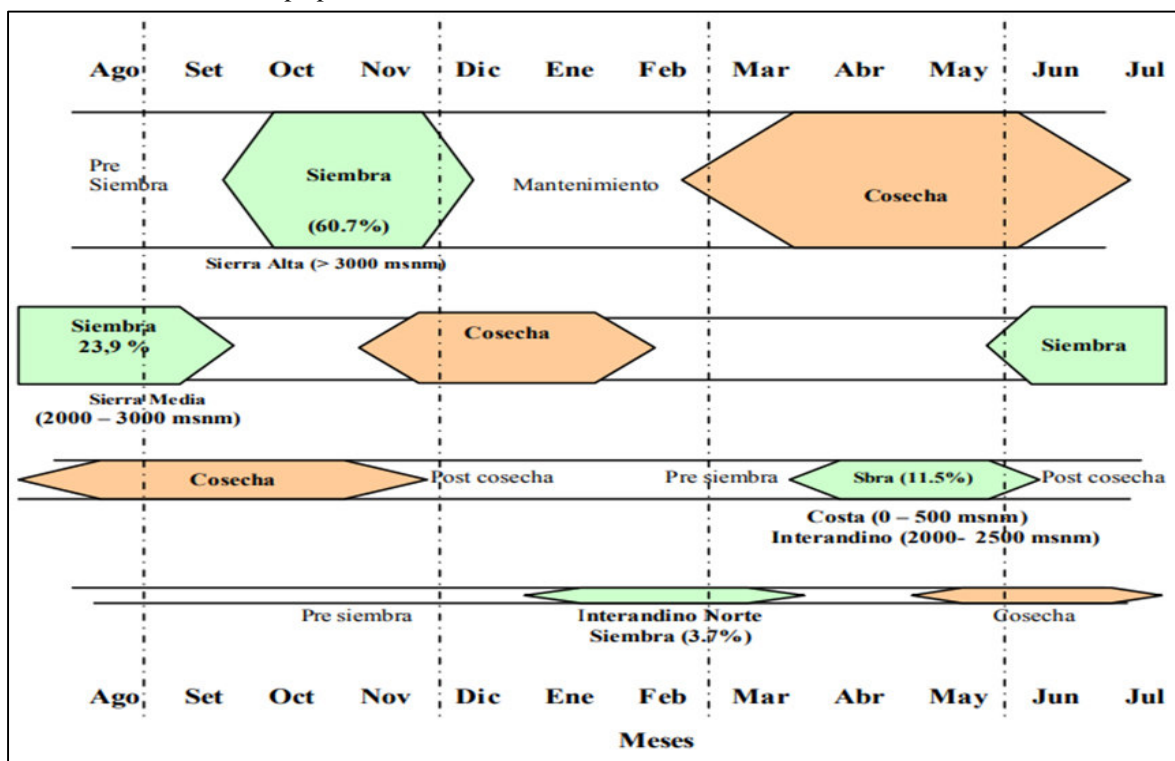 Ago Set Oct Nov Dic Ene Feb Mar Abr May Jun Jul
Pre
Siembra
Siembra
(60.7%)
Mantenimiento
Cosecha
Sierra Alta (> 3000 msnm)
Siembra
23,9 %
Cosecha
Siembra
Sierra Media
(2000 – 3000 msnm)
Cosecha
Post cosecha
Pre siembra
Sbra (11.5%)
Post cosecha
Costa (0 – 500 msnm)
Interandino (2000- 2500 msnm)
Pre siembra
Interandino Norte
Siembra (3.7%)
Cosecha
Ago Set Oct Nov Dic Ene Feb Mar Abr May Jun Jul
Meses